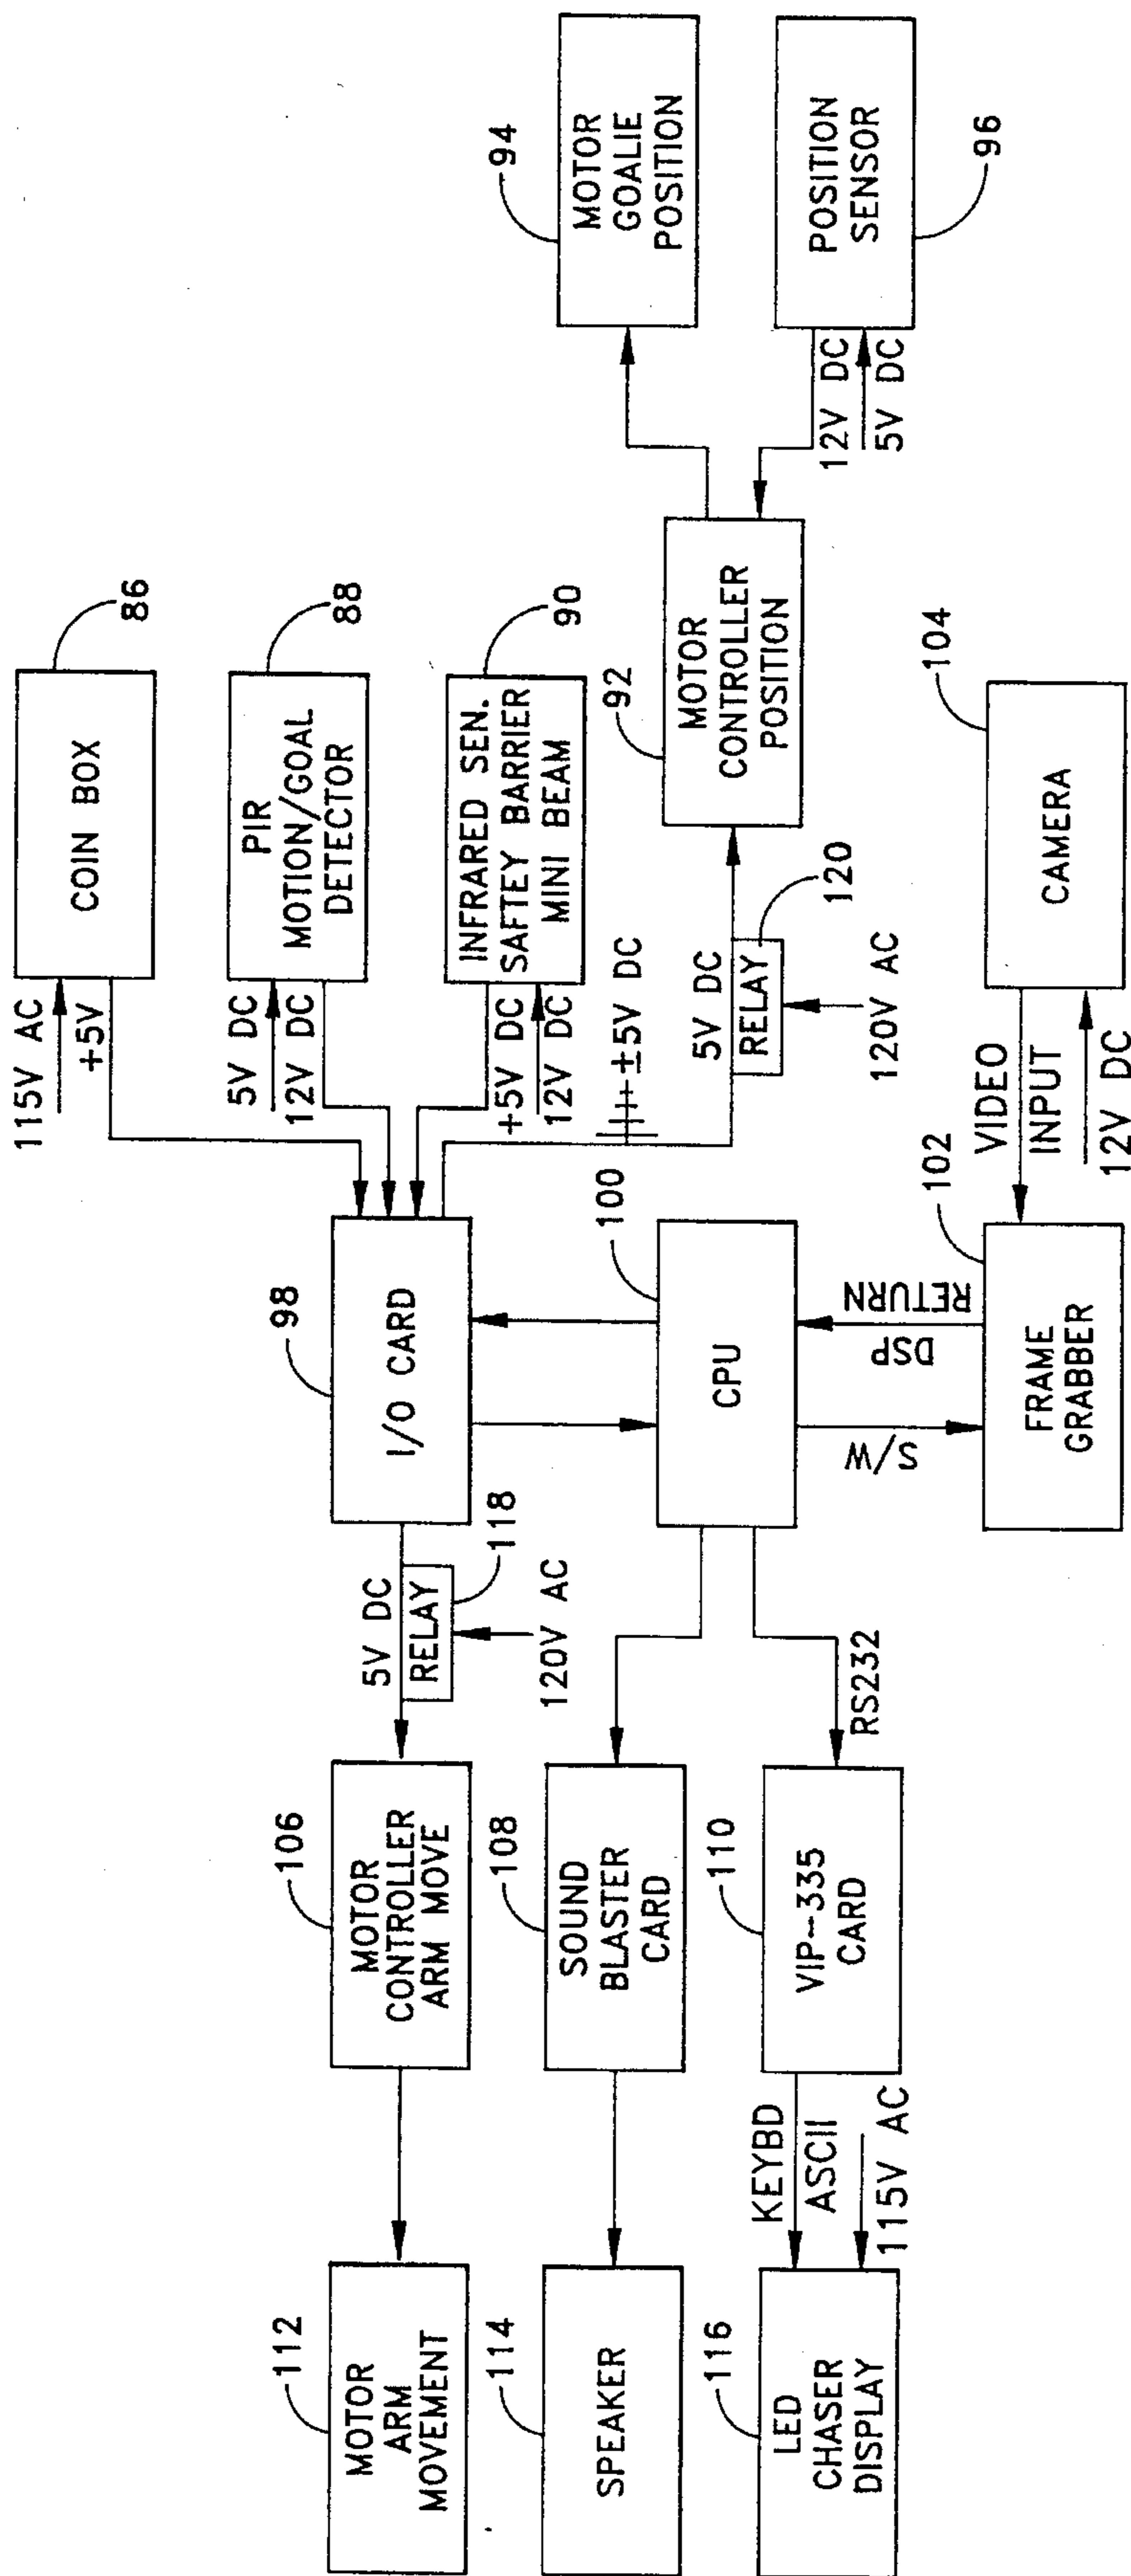 86
115V AC
+5V
COIN BOX
88
5V DC
12V DC
PIR
MOTION/GOAL
DETECTOR
90
+5V DC
12V DC
INFRARED SEN.
SAFTEY BARRIER
MINI BEAM
94
MOTOR
GOALIE
POSITION
POSITION
SENSOR
96
12V DC
5V DC
92
MOTOR
CONTROLLER
POSITION
±5V DC
5V DC
RELAY
120
120V AC
104
CAMERA
VIDEO
INPUT
12V DC
102
FRAME
GRABBER
RETURN
DSP
S/W
100
CPU
98
I/O CARD
118
5V DC
RELAY
120V AC
RS232
106
MOTOR
CONTROLLER
ARM MOVE
108
SOUND
BLASTER
CARD
110
VIP-335
CARD
KEYBD
ASCII
115V AC
112
MOTOR
ARM
MOVEMENT
114
SPEAKER
116
LED
CHASER
DISPLAY